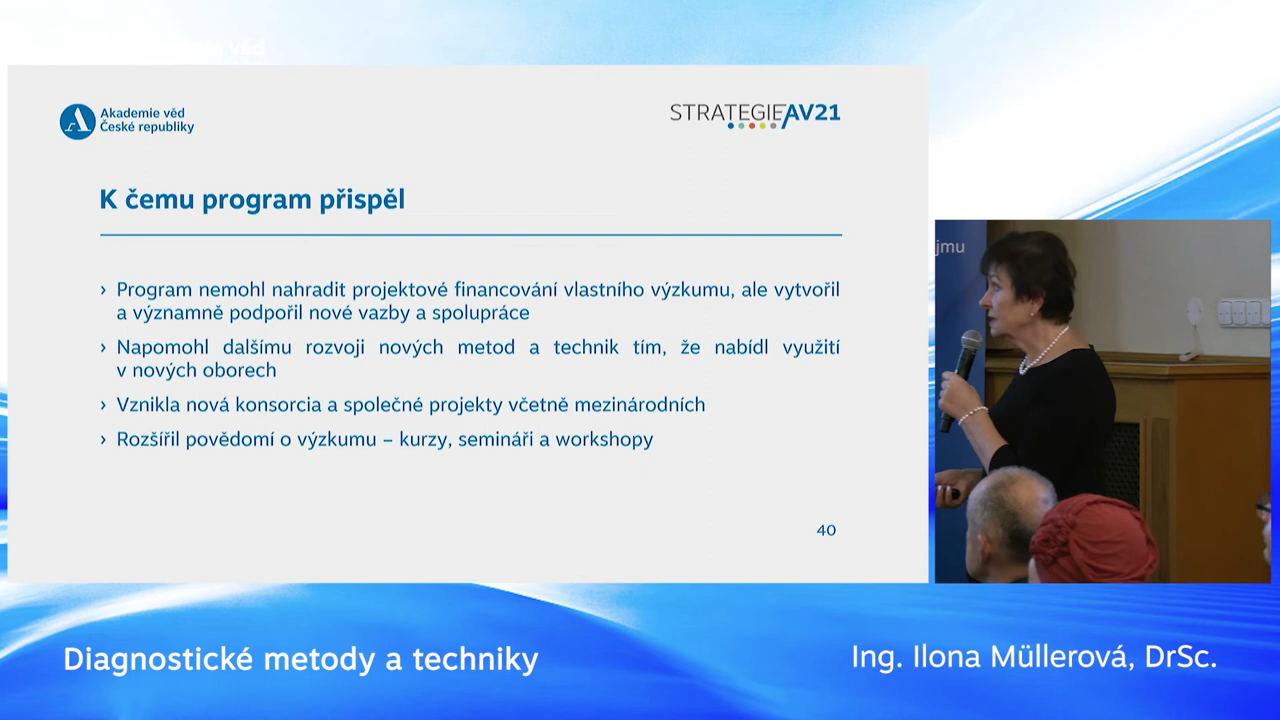 věd
Akademie věd
České republiky
STRATEGIE AV21
K čemu program přispěl
› Program nemohl nahradit projektové financování vlastního výzkumu, ale vytvořil
a významně podpořil nové vazby a spolupráce
› Napomohl dalšímu rozvoji nových metod a technik tím, že nabídl využití
v nových oborech
› Vznikla nová konsorcia a společné projekty včetně mezinárodních
› Rozšířil povědomí o výzkumu – kurzy, semináři a workshopy
40
jmu
Diagnostické metody a techniky
Ing. Ilona Müllerová, DrSc.